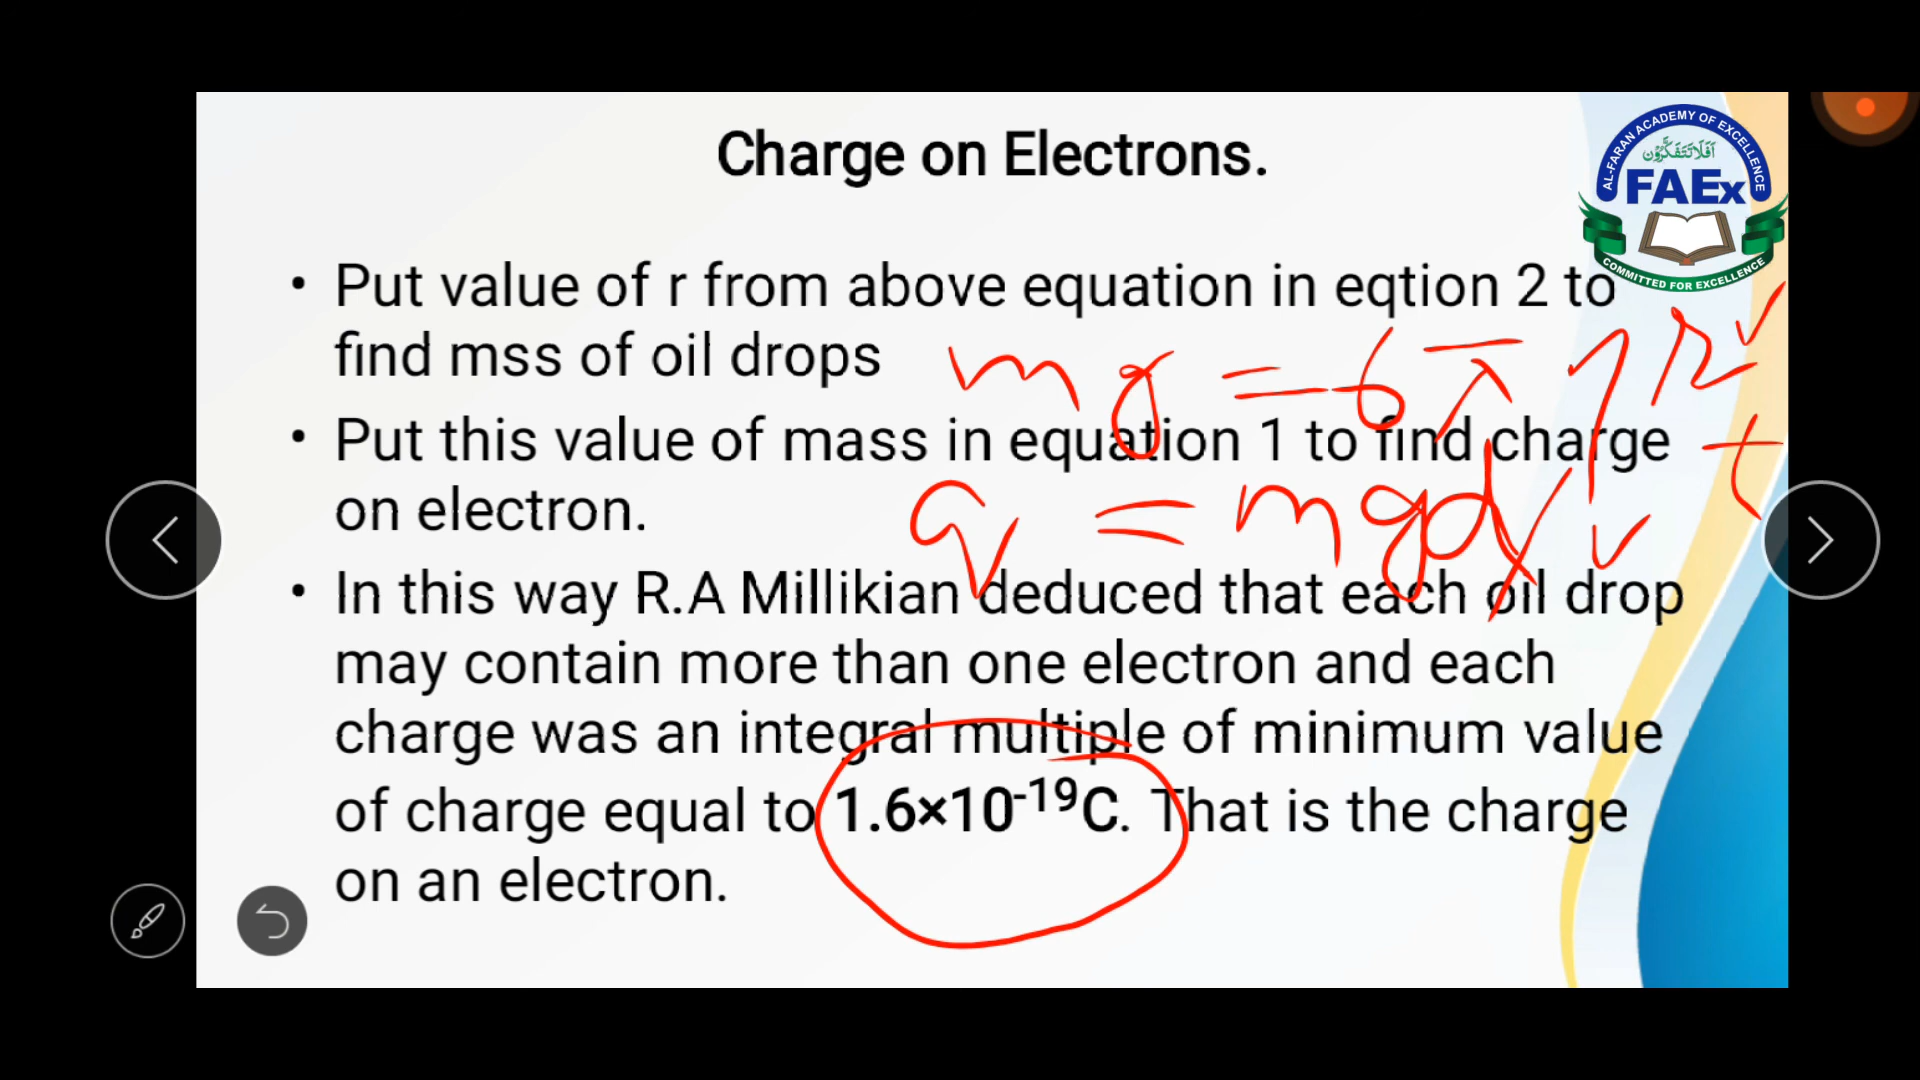 Charge on Electrons.
AL-FARAN ACADEMY OF EXCELLENCE
اَفَلَا تَتَفَكَّرُوْن
FAEx
COMMITTED FOR EXCELLENCE
• Put value of r from above equation in eqtion 2 to
find mss of oil drops
mg = 6πηrv
t
• Put this value of mass in equation 1 to find charge
on electron.
q = mgd/v
• In this way R.A Millikian deduced that each oil drop
may contain more than one electron and each
charge was an integral multiple of minimum value
of charge equal to 1.6×10⁻¹⁹C. That is the charge
on an electron.